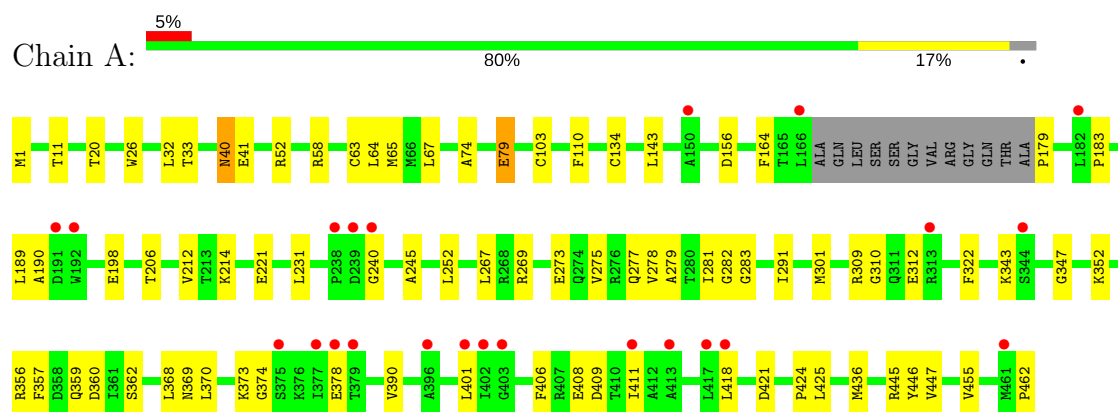 5%
Chain A:
80% 17% •
M1 T11 T20 W26 L32 T33 N40 E41 R52 R58 C63 L64 M65 M66 L67 A74 E79 C103 F110 C134 L143 A150 D156 F164 T165 L166 ALA GLN LEU SER SER GLY VAL ARG GLY GLN THR ALA P179 L182 P183
L189 A190 D191 W192 E198 T206 V212 T213 K214 E221 L231 P238 D239 G240 A245 L252 L267 R268 R269 E273 Q274 V275 R276 Q277 V278 A279 T280 I281 G282 G283 I291 M301 R309 G310 Q311 E312 R313 F322 K343 S344 G347 K352
R356 F357 D358 Q359 D360 I361 S362 L368 N369 L370 K373 G374 S375 K376 I377 E378 T379 V390 A396 L401 I402 G403 F406 R407 E408 D409 T410 I411 A412 A413 L417 L418 D421 P424 L425 M436 R445 Y446 V447 V455 M461 P462